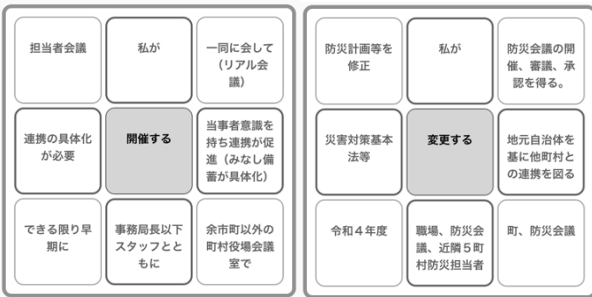 担当者会議
私が
一同に会して
（リアル会
議）
連携の具体化
が必要
開催する
当事者意識を
持ち連携が促
進（みなし備
蓄が具体化）
できる限り早
期に
事務局長以下
スタッフとと
もに
余市町以外の
町村役場会議
室で
防災計画等を
修正
私が
防災会議の開
催、審議、承
認を得る。
災害対策基本
法等
変更する
地元自治体を
基に他町村と
の連携を図る
令和４年度
職場、防災会
議、近隣５町
村防災担当者
町、防災会議